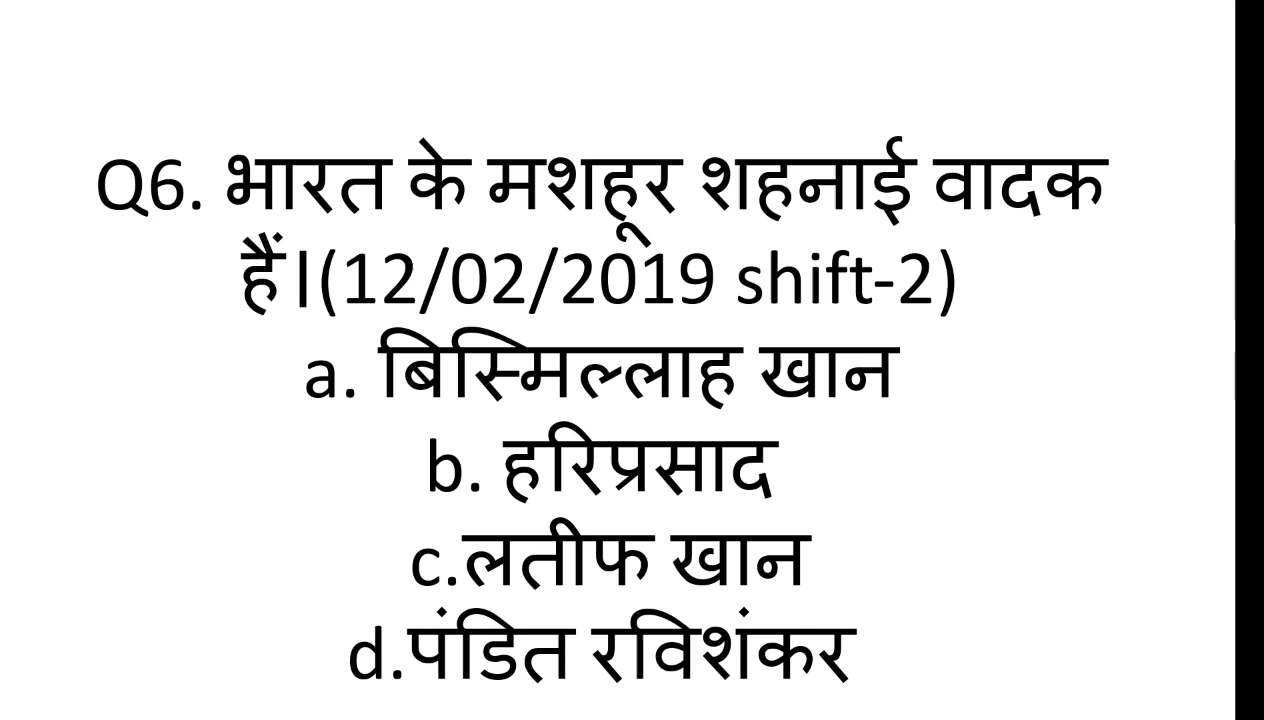 Q6. भारत के मशहूर शहनाई वादक
हैं।(12/02/2019 shift-2)
a. बिस्मिल्लाह खान
b. हरिप्रसाद
c.लतीफ खान
d.पंडित रविशंकर